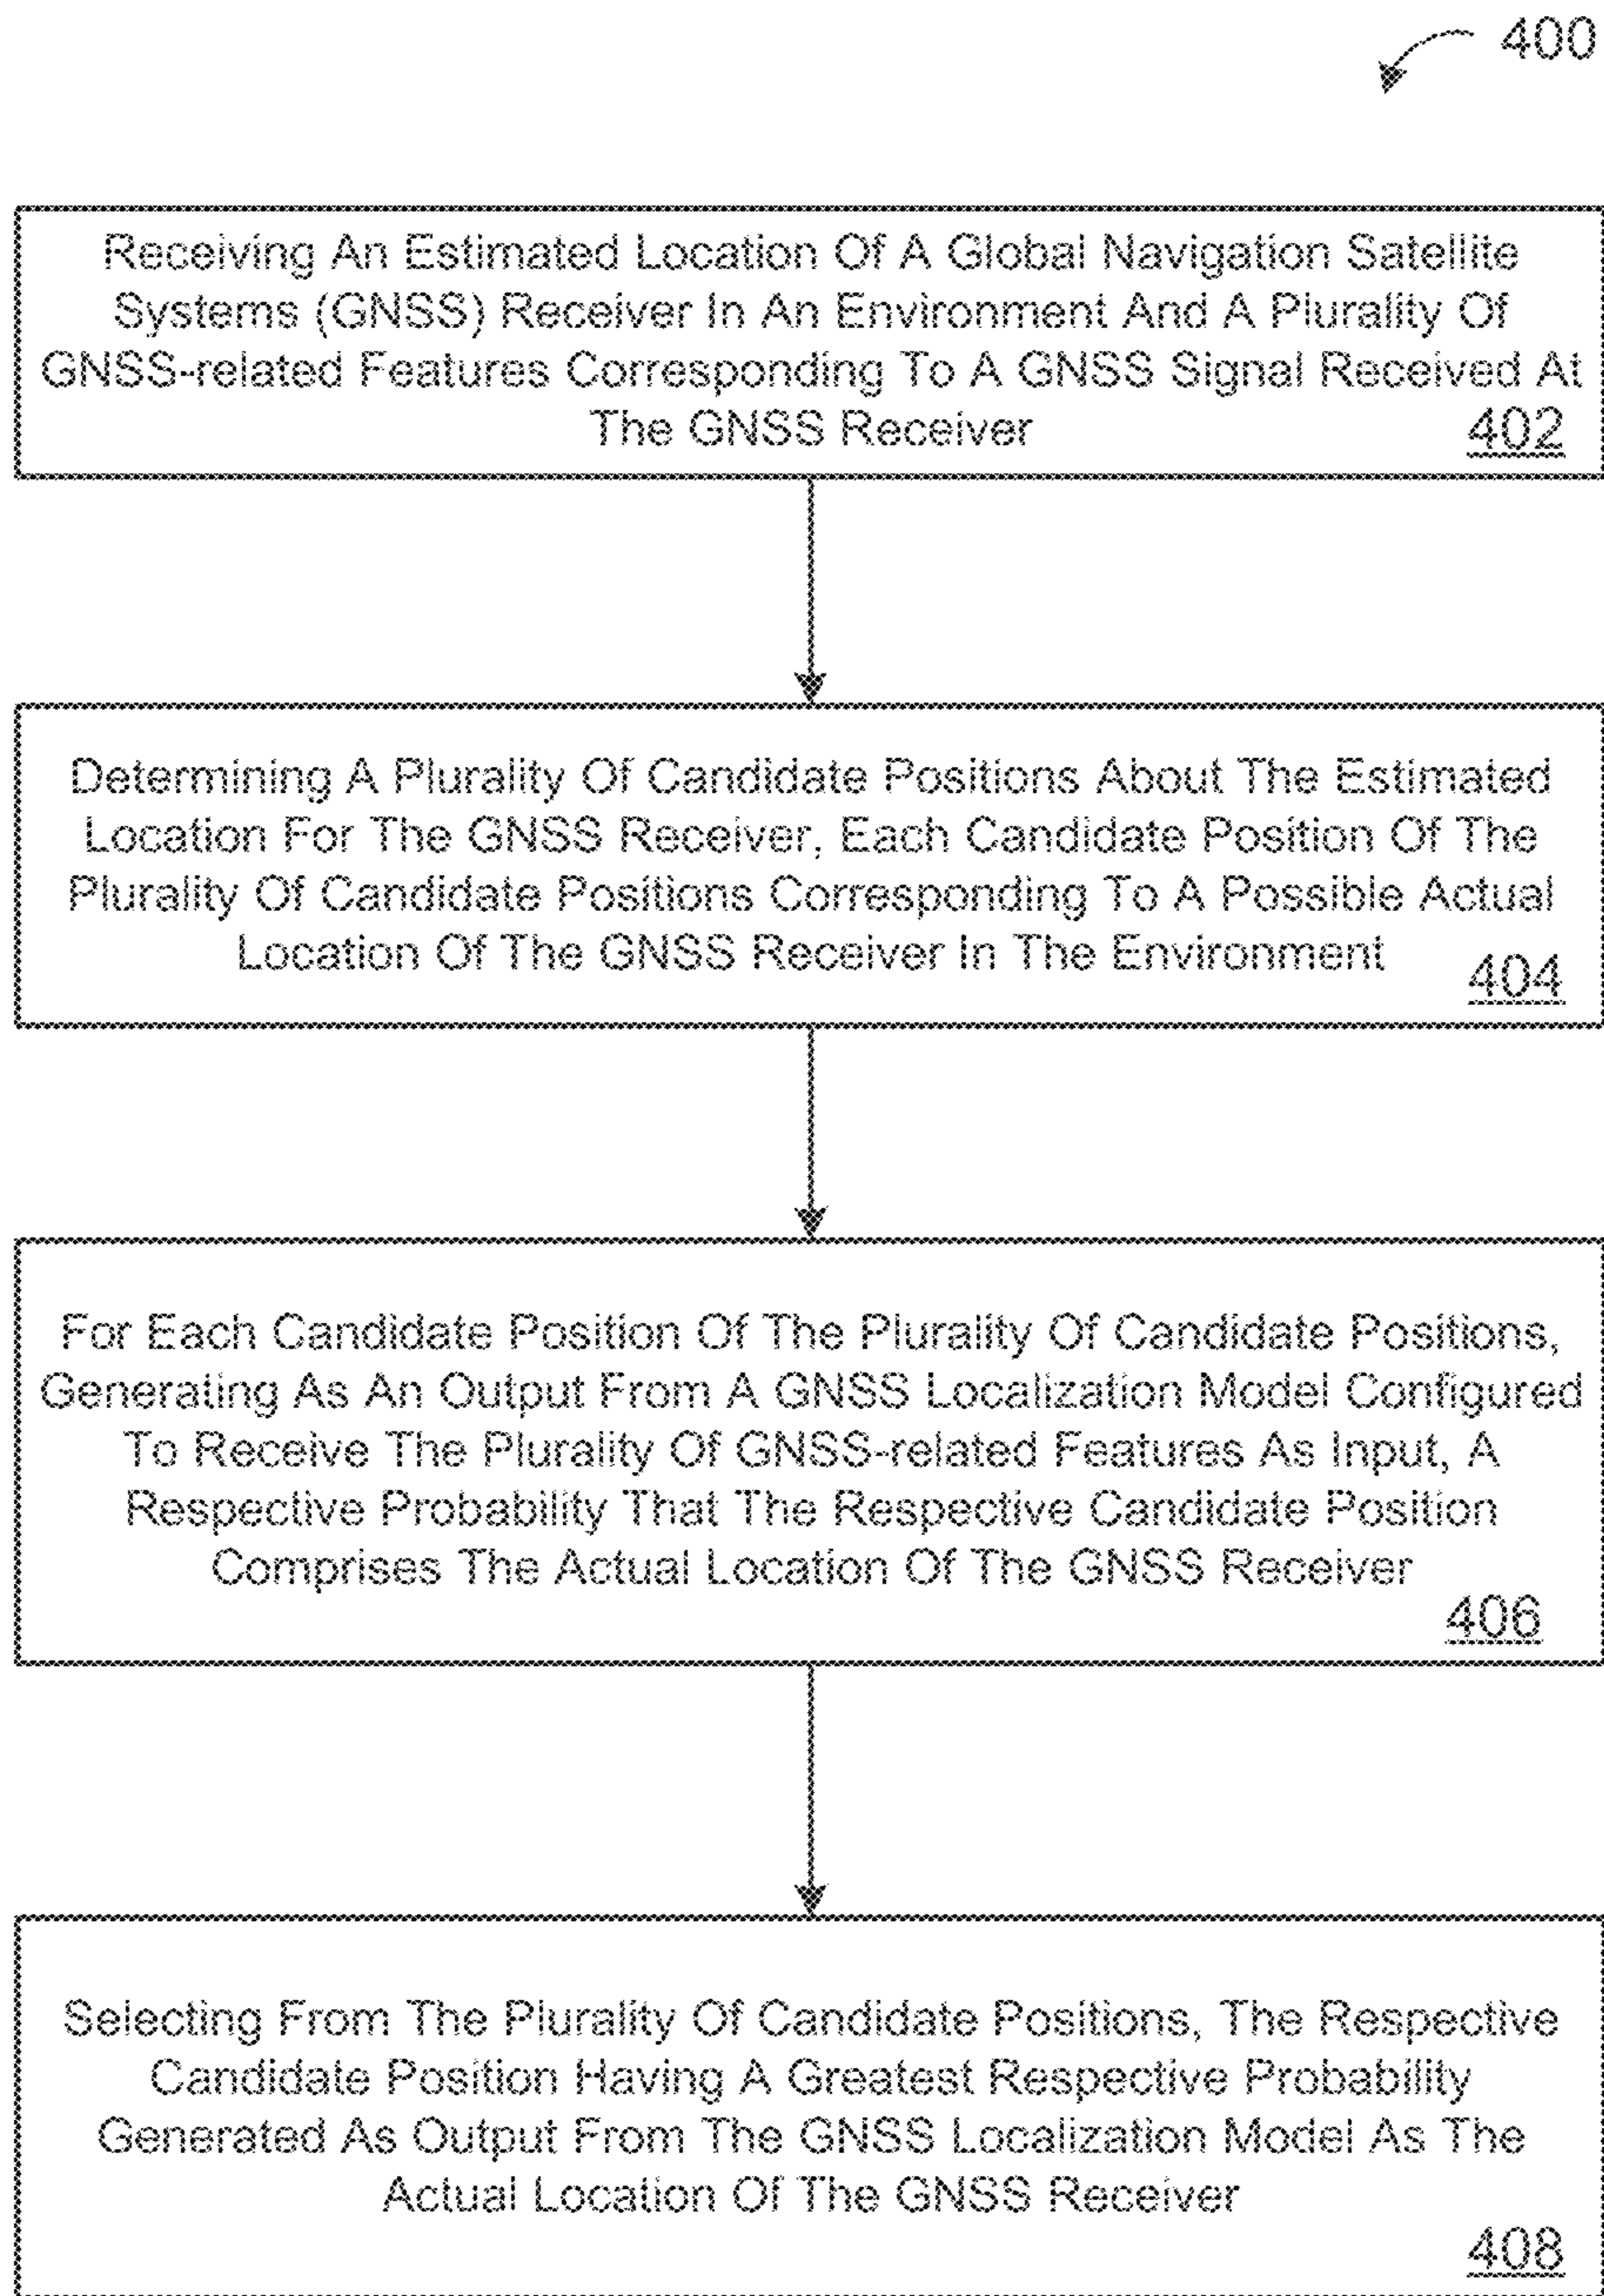 400
Receiving An Estimated Location Of A Global Navigation Satellite
Systems (GNSS) Receiver In An Environment And A Plurality Of
GNSS-related Features Corresponding To A GNSS Signal Received At
The GNSS Receiver
402
Determining A Plurality Of Candidate Positions About The Estimated
Location For The GNSS Receiver, Each Candidate Position Of The
Plurality Of Candidate Positions Corresponding To A Possible Actual
Location Of The GNSS Receiver In The Environment
404
For Each Candidate Position Of The Plurality Of Candidate Positions,
Generating As An Output From A GNSS Localization Model Configured
To Receive The Plurality Of GNSS-related Features As Input, A
Respective Probability That The Respective Candidate Position
Comprises The Actual Location Of The GNSS Receiver
406
Selecting From The Plurality Of Candidate Positions, The Respective
Candidate Position Having A Greatest Respective Probability
Generated As Output From The GNSS Localization Model As The
Actual Location Of The GNSS Receiver
408